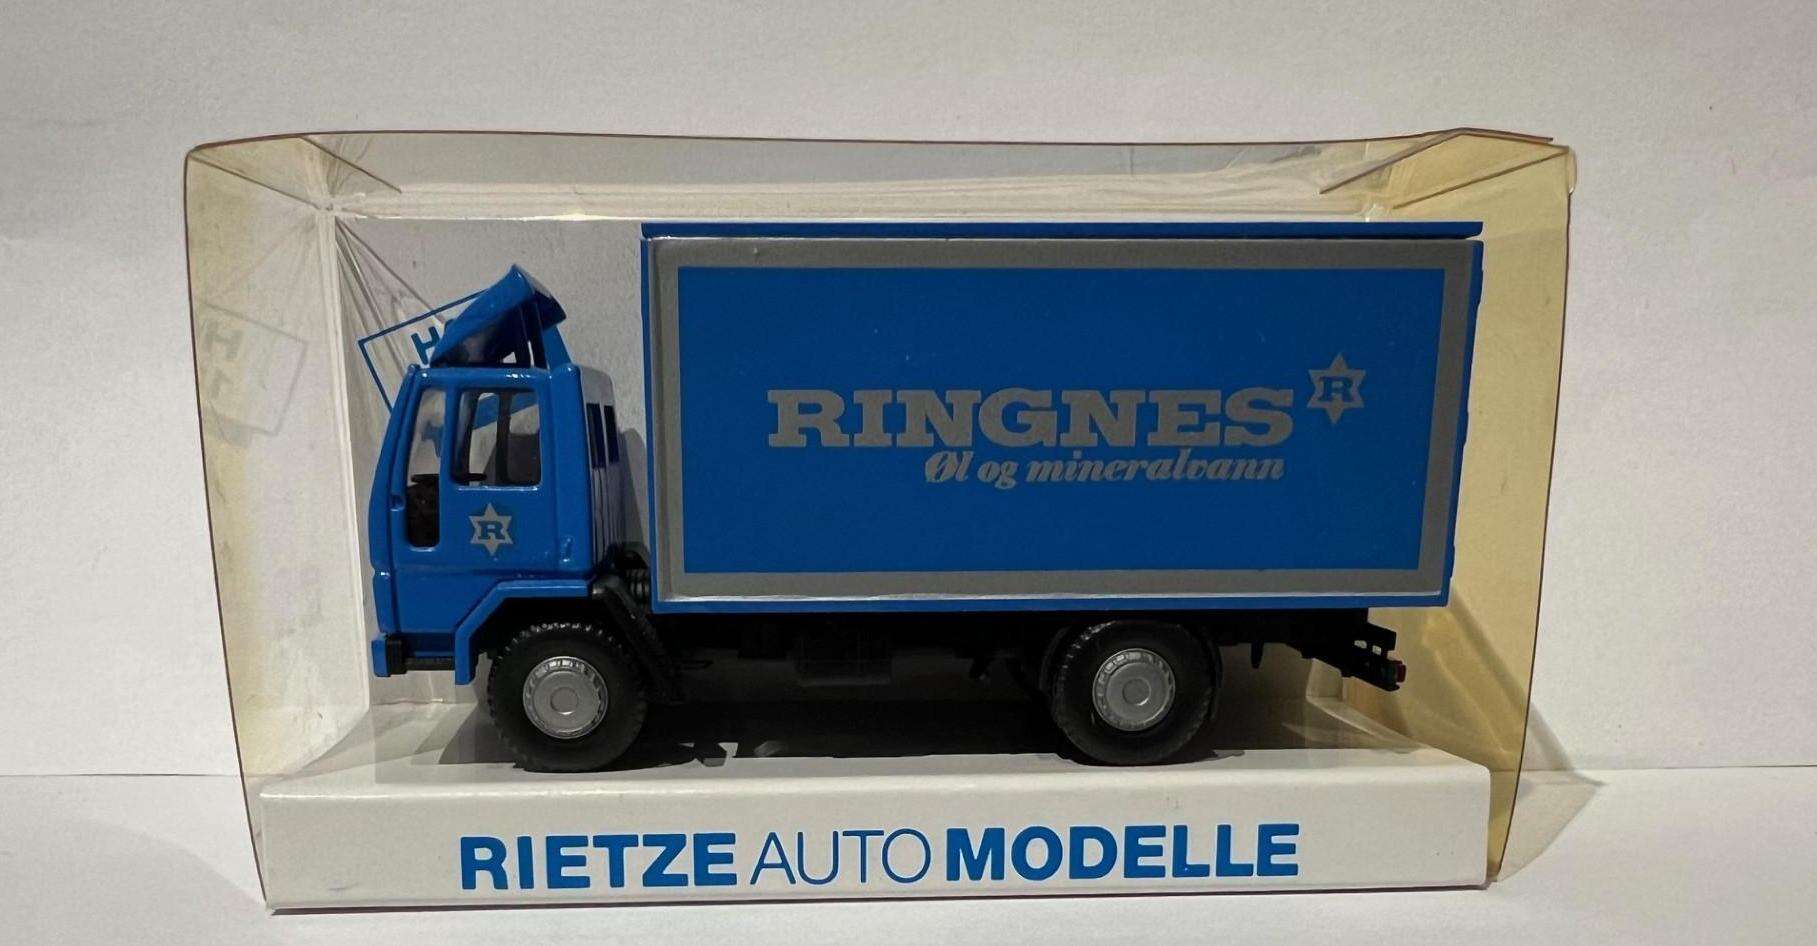 RINGNES R
Øl og mineralvann
R
RIETZE AUTO MODELLE